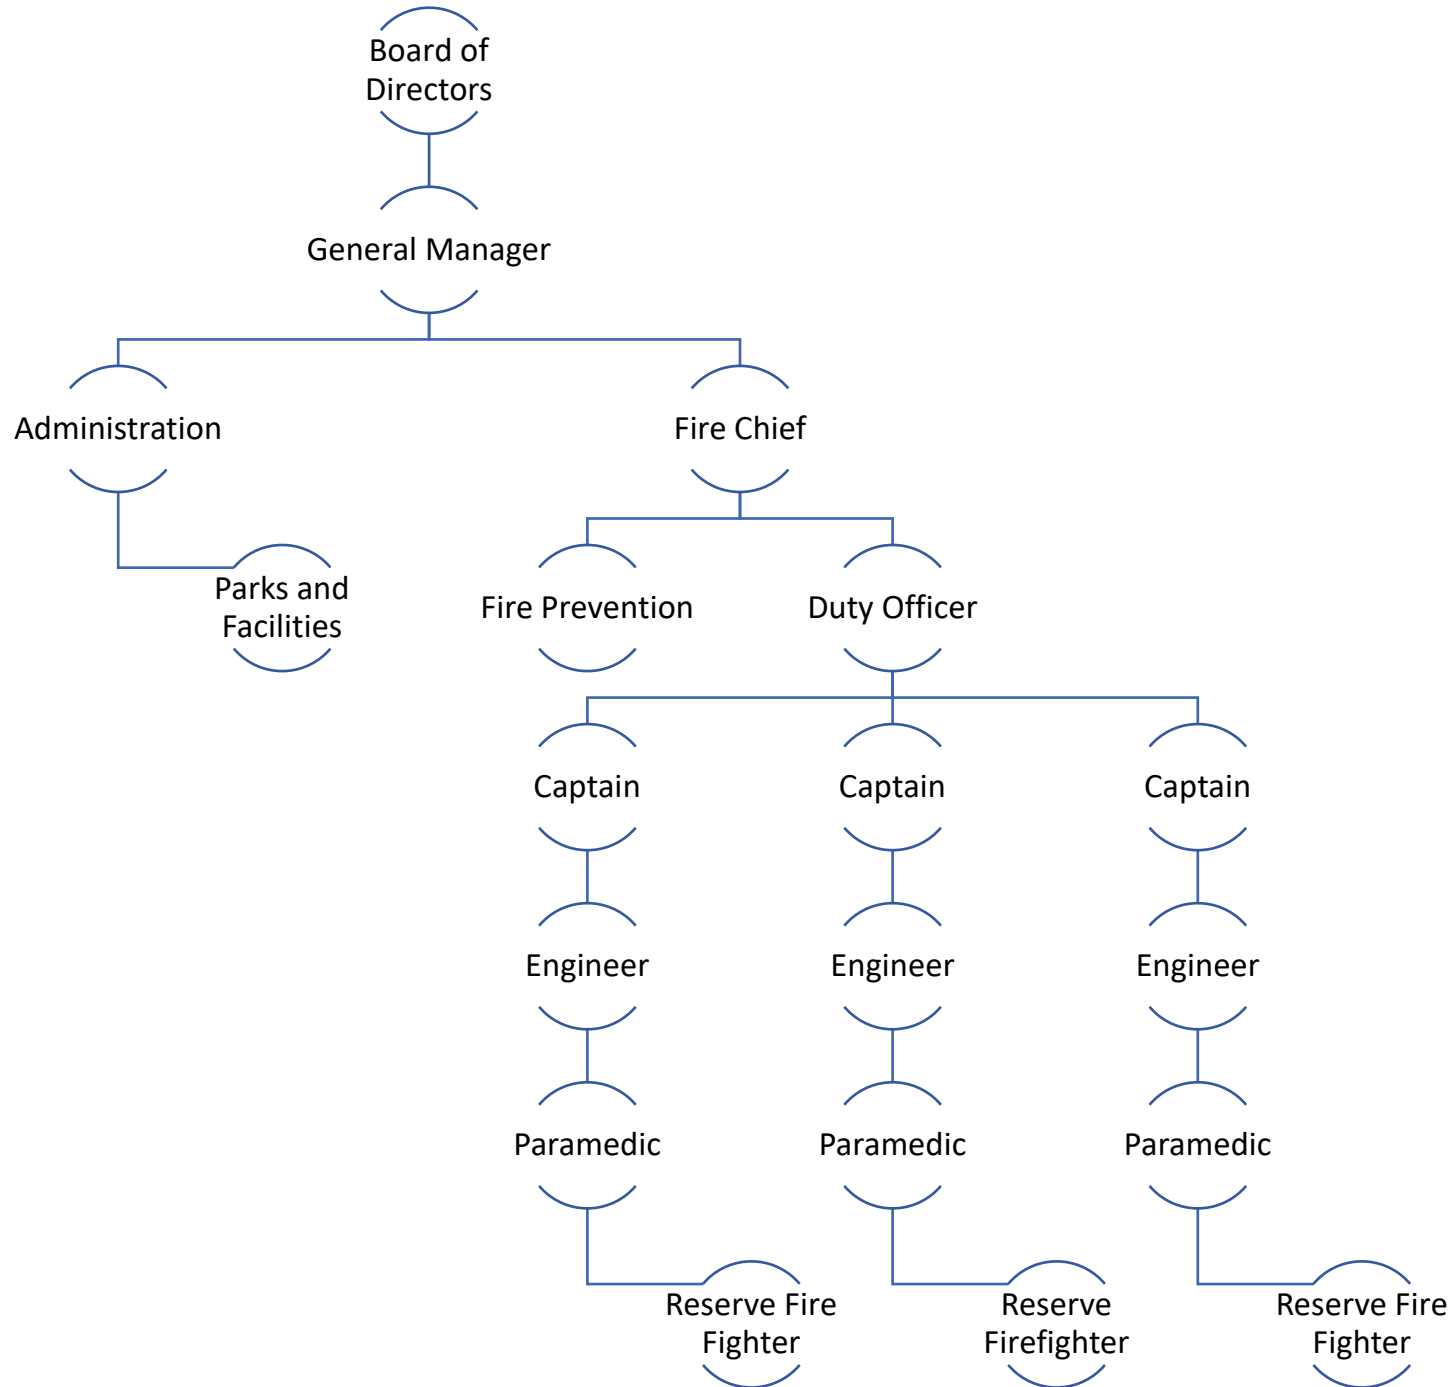 Board of
Directors
General Manager
Administration
Fire Chief
Parks and
Facilities
Fire Prevention
Duty Officer
Captain
Captain
Captain
Engineer
Engineer
Engineer
Paramedic
Paramedic
Paramedic
Reserve Fire
Fighter
Reserve
Firefighter
Reserve Fire
Fighter